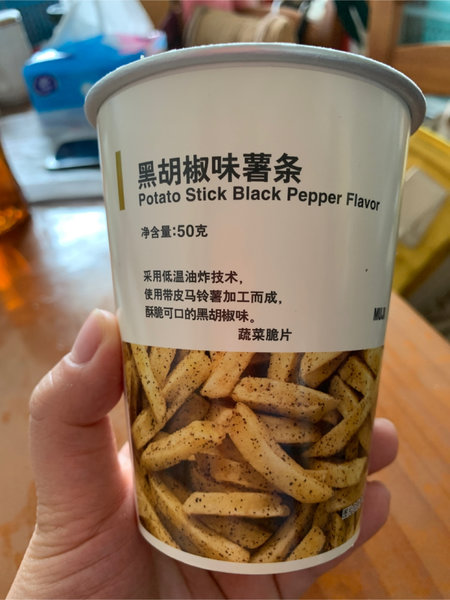 黑胡椒味薯条
Potato Stick Black Pepper Flavor
净含量:50克
采用低温油炸技术,
使用带皮马铃薯加工而成,
酥脆可口的黑胡椒味。
蔬菜脆片
MUJI